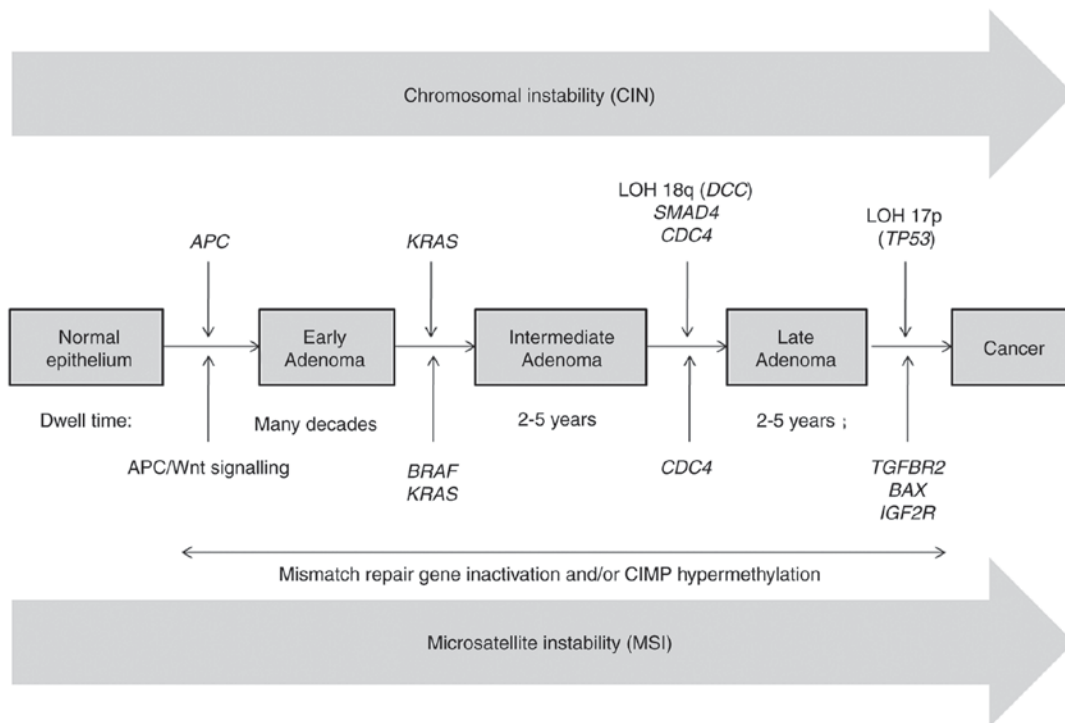 Chromosomal instability (CIN)
LOH 18q (DCC)
SMAD4
CDC4
LOH 17p
(TP53)
APC
KRAS
Normal
epithelium
Early
Adenoma
Intermediate
Adenoma
Late
Adenoma
Cancer
Dwell time:
Many decades
2-5 years
2-5 years ;
APC/Wnt signalling
BRAF
KRAS
CDC4
TGFBR2
BAX
IGF2R
Mismatch repair gene inactivation and/or CIMP hypermethylation
Microsatellite instability (MSI)